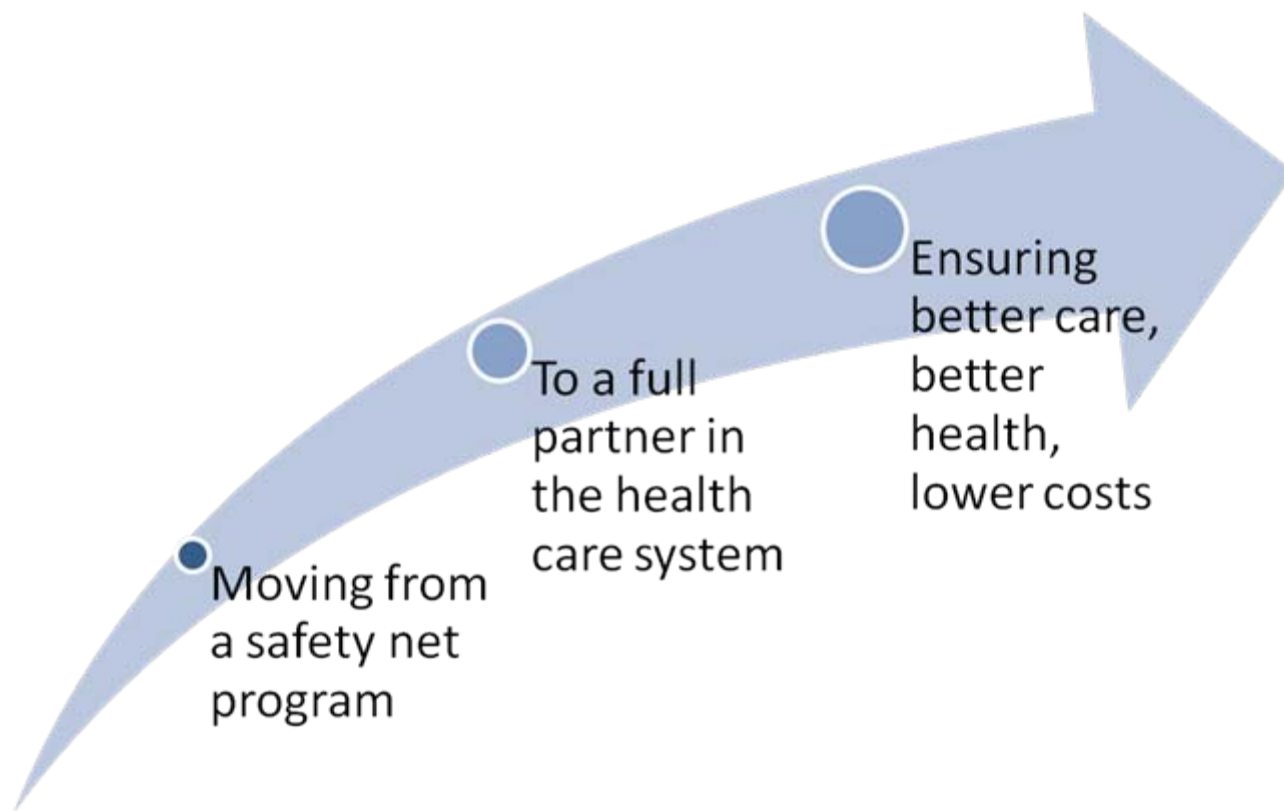 Moving from
a safety net
program
To a full
partner in
the health
care system
Ensuring
better care,
better
health,
lower costs